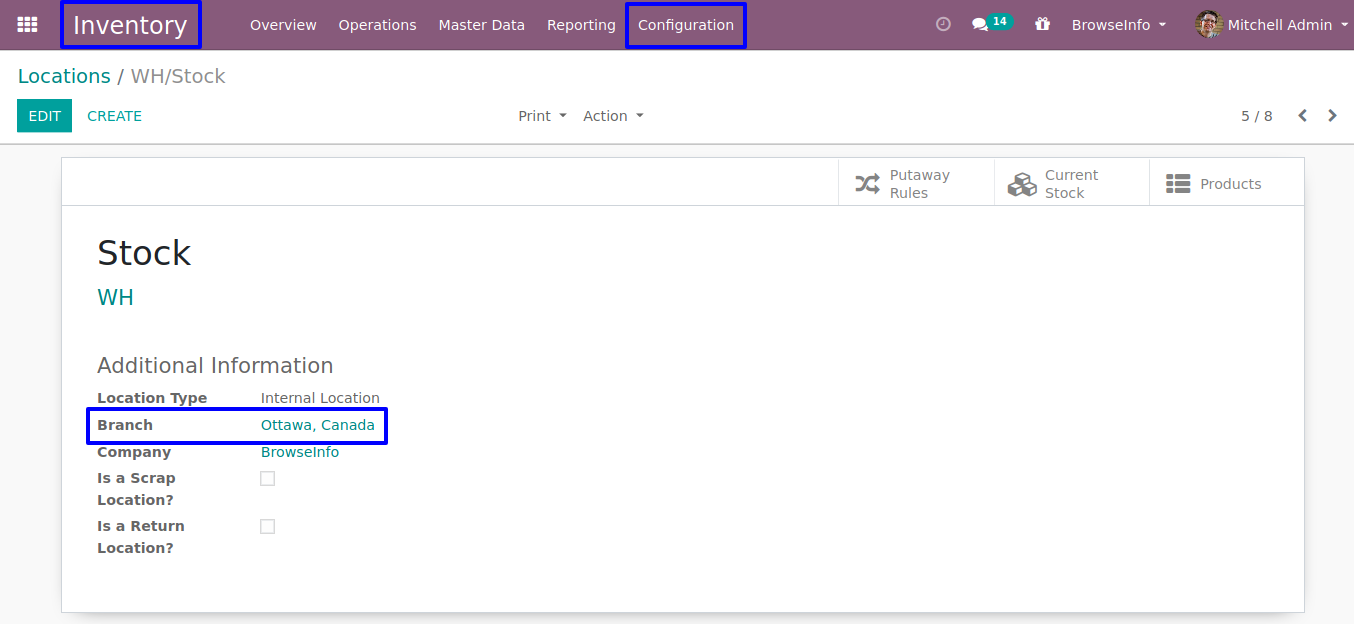 Inventory Overview Operations Master Data Reporting Configuration 14 BrowseInfo Mitchell Admin
Locations / WH/Stock
EDIT CREATE Print Action 5 / 8
Putaway Rules
Current Stock
Products
Stock
WH
Additional Information
Location Type Internal Location
Branch Ottawa, Canada
Company BrowseInfo
Is a Scrap
Location?
Is a Return
Location?